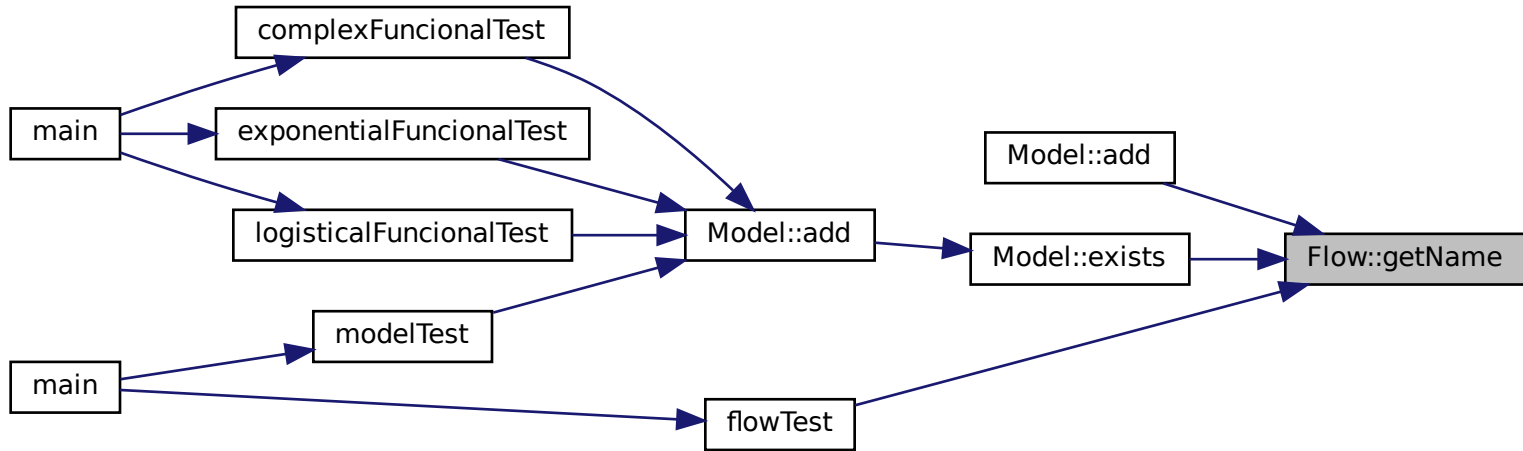 complexFuncionalTest
main
exponentialFuncionalTest
logisticalFuncionalTest
Model::add
Model::add
Model::exists
Flow::getName
modelTest
main
flowTest